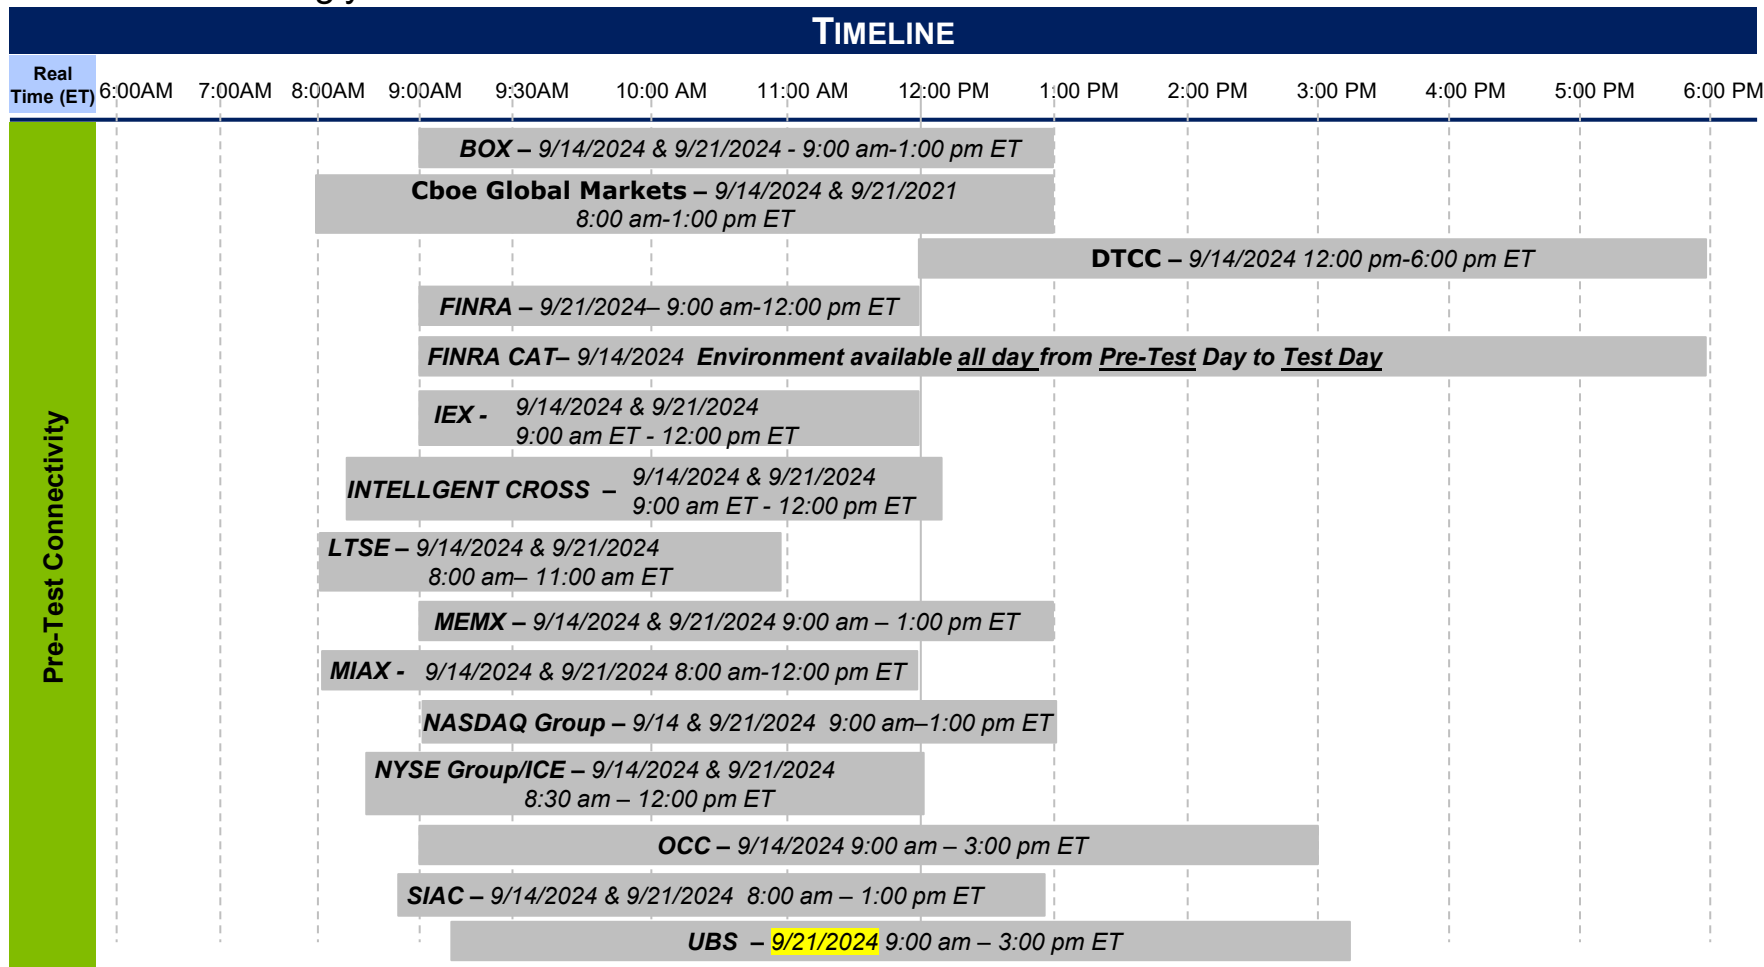 TIMELINE
Real
Time (ET)
6:00AM 7:00AM 8:00AM 9:00AM 9:30AM 10:00 AM 11:00 AM 12:00 PM 1:00 PM 2:00 PM 3:00 PM 4:00 PM 5:00 PM 6:00 PM
Pre-Test Connectivity
BOX – 9/14/2024 & 9/21/2024 - 9:00 am-1:00 pm ET
Cboe Global Markets – 9/14/2024 & 9/21/2021
8:00 am-1:00 pm ET
DTCC – 9/14/2024 12:00 pm-6:00 pm ET
FINRA – 9/21/2024– 9:00 am-12:00 pm ET
FINRA CAT– 9/14/2024 Environment available all day from Pre-Test Day to Test Day
IEX - 9/14/2024 & 9/21/2024
9:00 am ET - 12:00 pm ET
INTELLGENT CROSS – 9/14/2024 & 9/21/2024
9:00 am ET - 12:00 pm ET
LTSE – 9/14/2024 & 9/21/2024
8:00 am– 11:00 am ET
MEMX – 9/14/2024 & 9/21/2024 9:00 am – 1:00 pm ET
MIAX - 9/14/2024 & 9/21/2024 8:00 am-12:00 pm ET
NASDAQ Group – 9/14 & 9/21/2024 9:00 am–1:00 pm ET
NYSE Group/ICE – 9/14/2024 & 9/21/2024
8:30 am – 12:00 pm ET
OCC – 9/14/2024 9:00 am – 3:00 pm ET
SIAC – 9/14/2024 & 9/21/2024 8:00 am – 1:00 pm ET
UBS – 9/21/2024 9:00 am – 3:00 pm ET